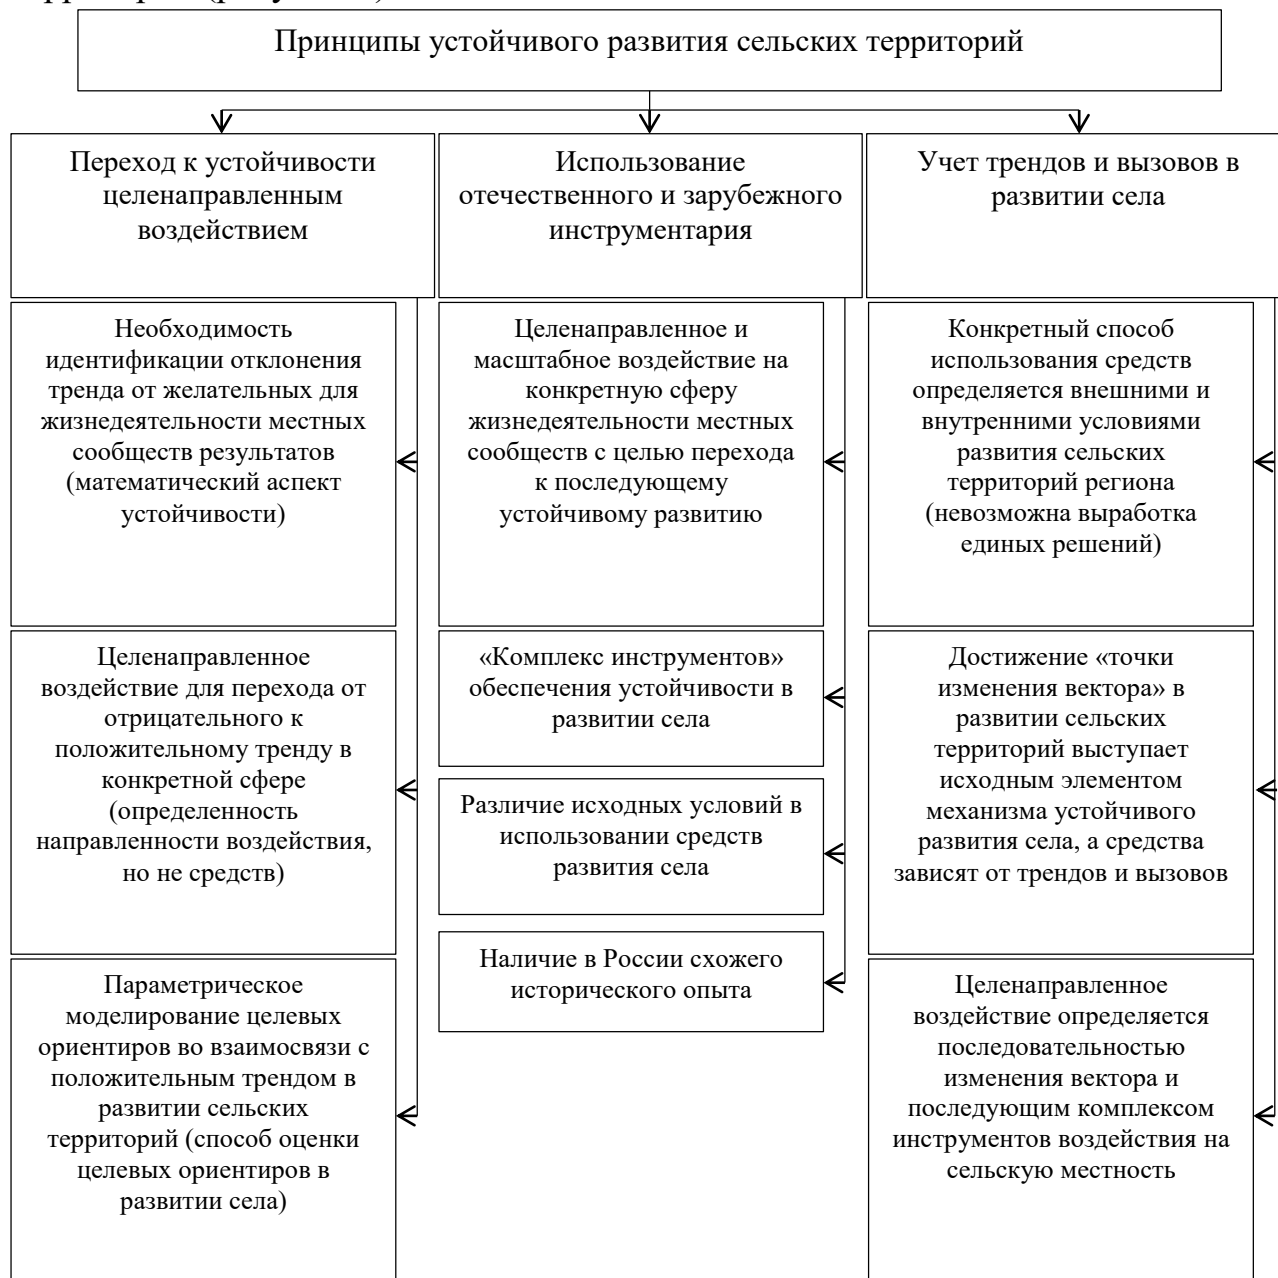 Принципы устойчивого развития сельских территорий
Переход к устойчивости
целенаправленным
воздействием
Использование
отечественного и зарубежного
инструментария
Учет трендов и вызовов в
развитии села
Необходимость
идентификации отклонения
тренда от желательных для
жизнедеятельности местных
сообществ результатов
(математический аспект
устойчивости)
Целенаправленное
воздействие для перехода от
отрицательного к
положительному тренду в
конкретной сфере
(определенность
направленности воздействия,
но не средств)
Параметрическое
моделирование целевых
ориентиров во взаимосвязи с
положительным трендом в
развитии сельских
территорий (способ оценки
целевых ориентиров в
развитии села)
Целенаправленное и
масштабное воздействие на
конкретную сферу
жизнедеятельности местных
сообществ с целью перехода
к последующему
устойчивому развитию
«Комплекс инструментов»
обеспечения устойчивости в
развитии села
Различие исходных условий в
использовании средств
развития села
Наличие в России схожего
исторического опыта
Конкретный способ
использования средств
определяется внешними и
внутренними условиями
развития сельских
территорий региона
(невозможна выработка
единых решений)
Достижение «точки
изменения вектора» в
развитии сельских
территорий выступает
исходным элементом
механизма устойчивого
развития села, а средства
зависят от трендов и вызовов
Целенаправленное
воздействие определяется
последовательностью
изменения вектора и
последующим комплексом
инструментов воздействия на
сельскую местность